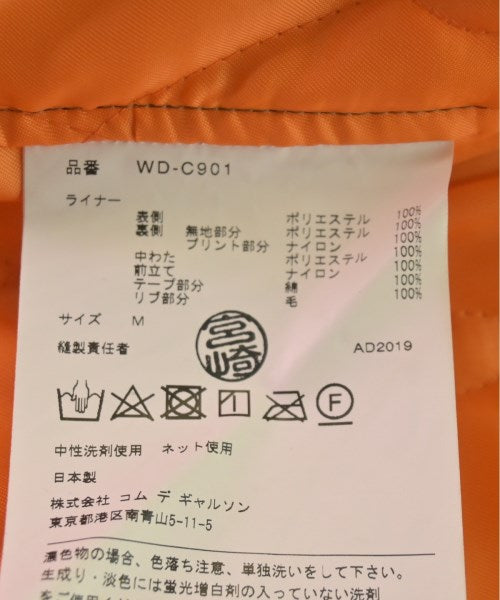 品番 WD-C901
ライナー
表側 ポリエステル 100%
裏側 無地部分 ポリエステル 100%
プリント部分 ナイロン 100%
中わた ポリエステル 100%
前立て ナイロン 100%
テープ部分 綿 100%
リブ部分 毛 100%
サイズ M
縫製責任者 宮崎 AD2019
1 F
中性洗剤使用 ネット使用
日本製
株式会社 コム デ ギャルソン
東京都港区南青山5-11-5
濃色物の場合、色落ち注意、単独洗いをして下さい。
生成り・淡色には蛍光増白剤の入っていない洗剤
をご使用